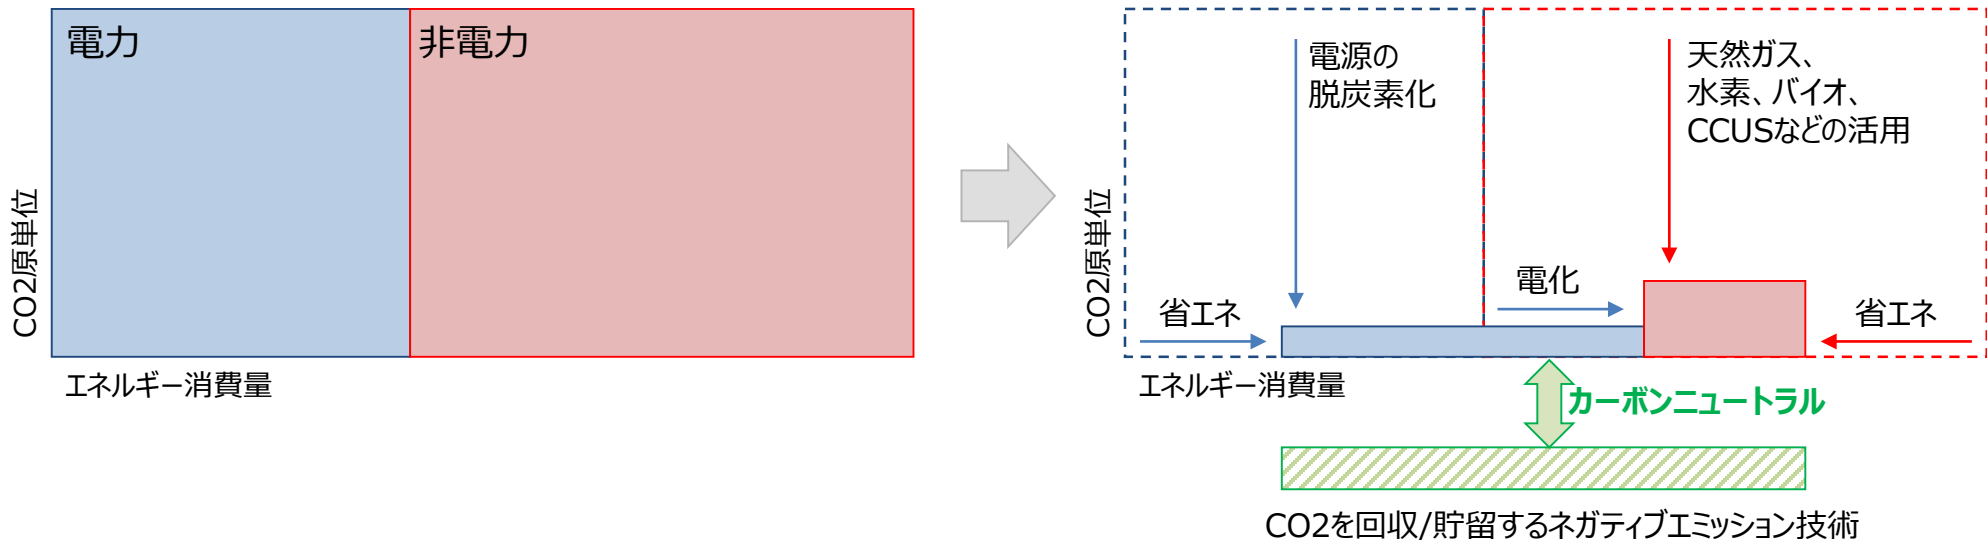 電力
非電力
CO2原単位
エネルギー消費量
電源の
脱炭素化
天然ガス、
水素、バイオ、
CCUSなどの活用
CO2原単位
省エネ
電化
省エネ
エネルギー消費量
カーボンニュートラル
CO2を回収/貯留するネガティブエミッション技術